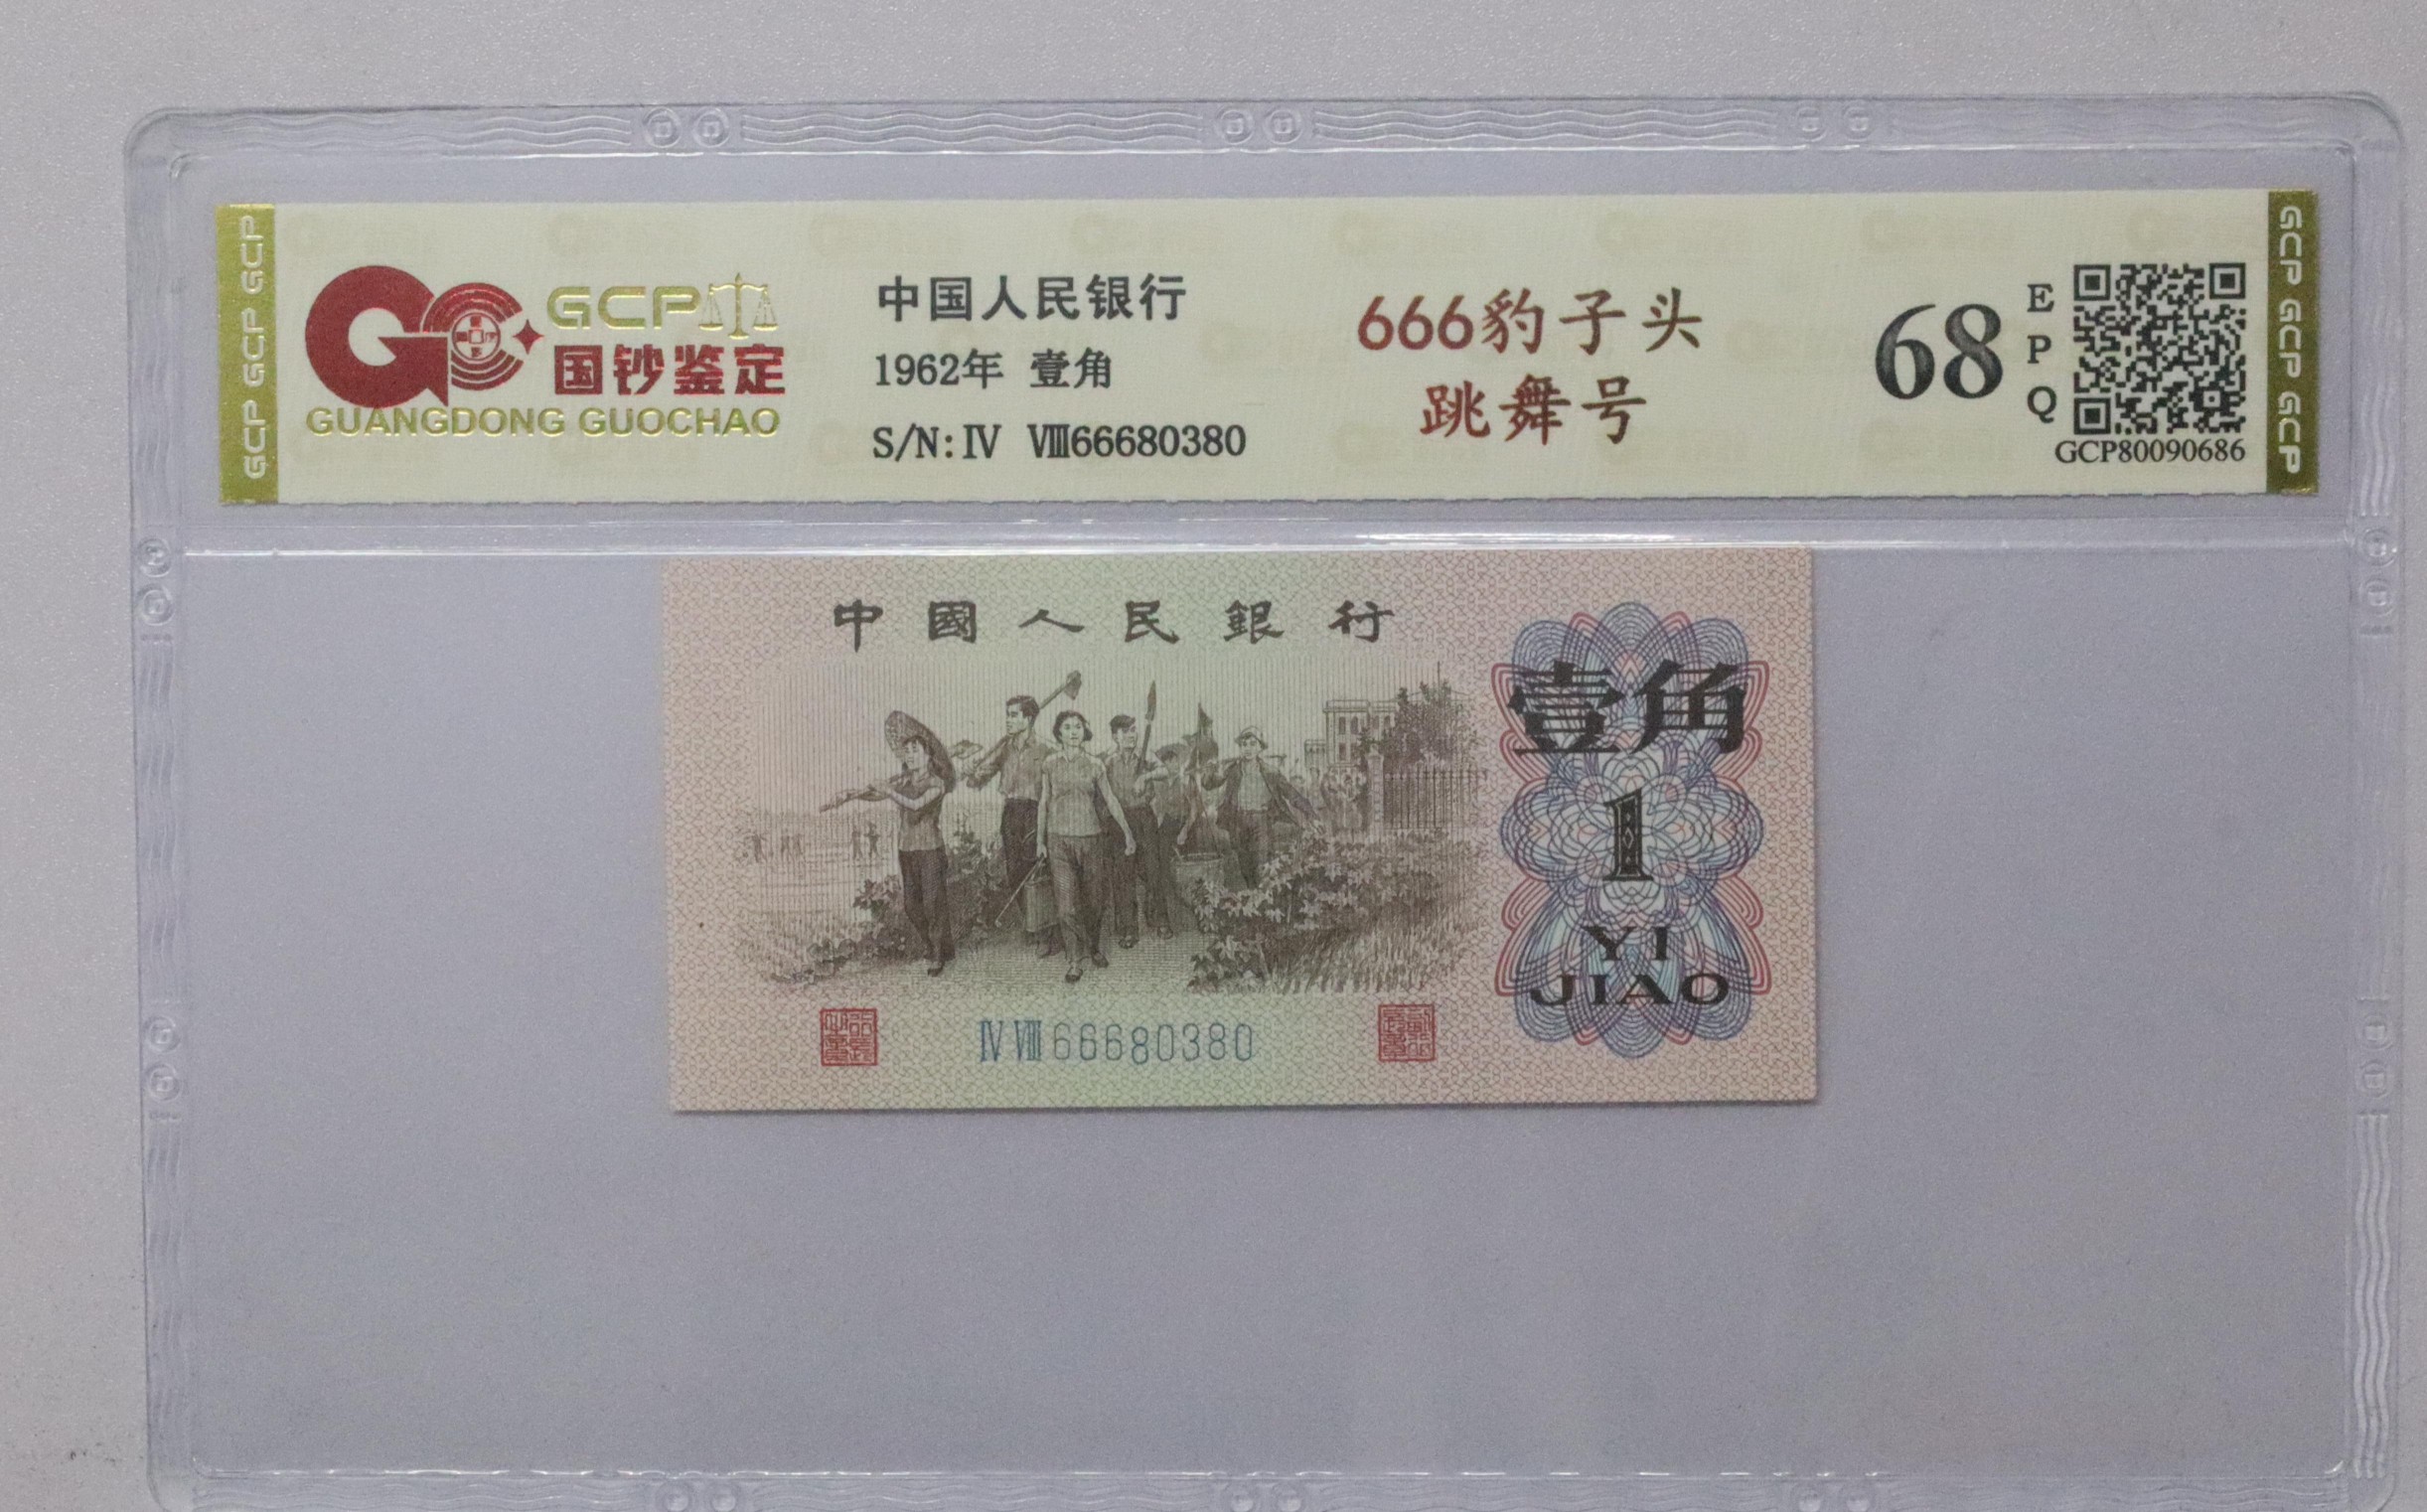 GCP GCP GCP
GCP
国钞鉴定
GUANGDONG GUOCHAO
中国人民银行
1962年 壹角
S/N: Ⅳ Ⅷ66680380
666豹子头
跳舞号
68
E
P
Q
GCP80090686
GCP GCP GCP
中國人民銀行
壹角
1
YI
JIAO
Ⅳ Ⅷ 66680380